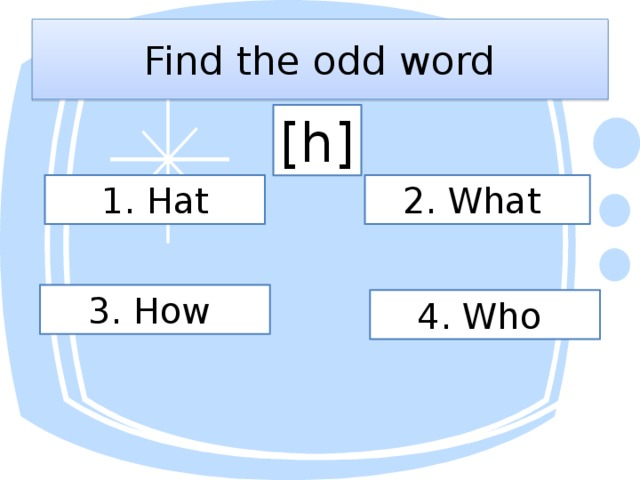 Find the odd word
[h]
1. Hat
2. What
3. How
4. Who